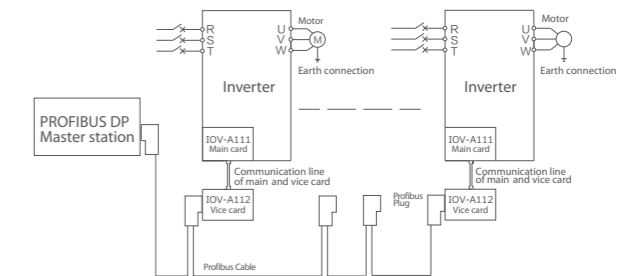 R
S
T
U
V
W
Motor
M
Earth connection
Inverter
IOV-A111
Main card
Communication line
of main and vice card
IOV-A112
Vice card
R
S
T
U
V
W
Motor
Earth connection
Inverter
IOV-A111
Main card
Communication line
of main and vice card
IOV-A112
Vice card
PROFIBUS DP
Master station
Profibus
Plug
Profibus Cable